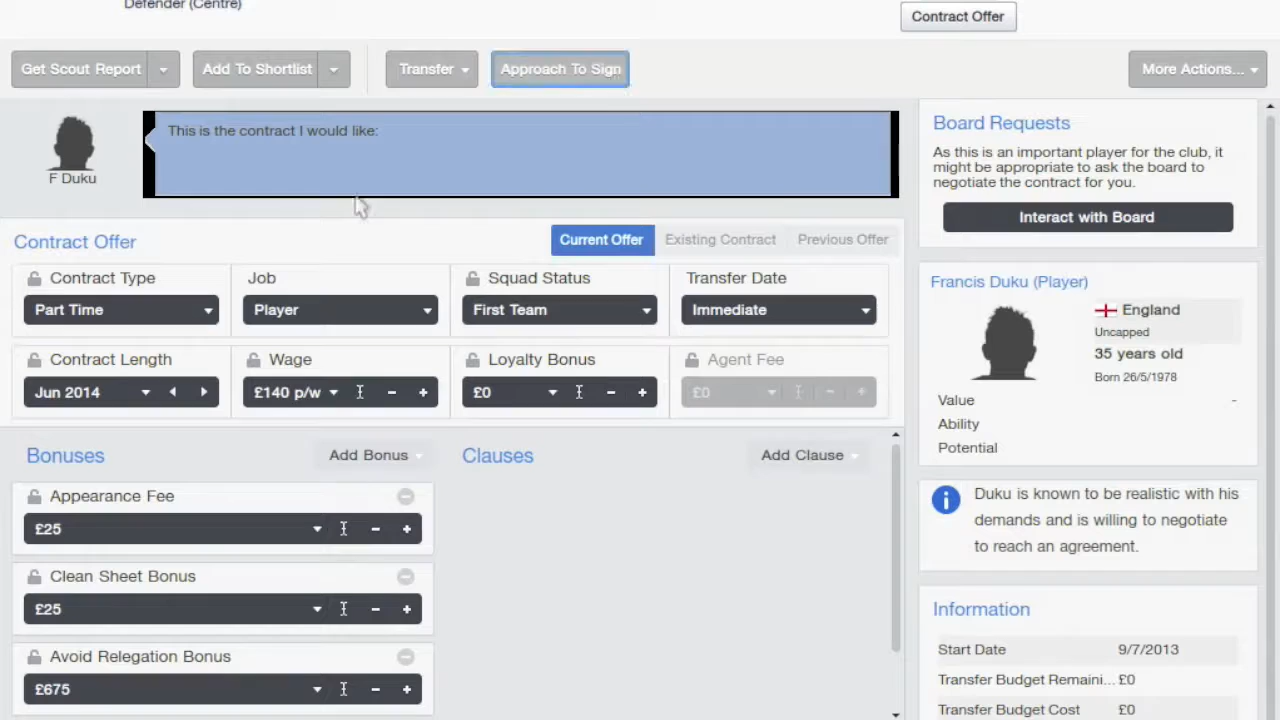 Defender (Centre)
Contract Offer
Get Scout Report
Add To Shortlist
Transfer
Approach To Sign
More Actions...
This is the contract I would like:
F Duku
Board Requests
As this is an important player for the club, it
might be appropriate to ask the board to
negotiate the contract for you.
Interact with Board
Contract Offer
Current Offer
Existing Contract
Previous Offer
Contract Type
Job
Squad Status
Transfer Date
Part Time
Player
First Team
Immediate
Contract Length
Wage
Loyalty Bonus
Agent Fee
Jun 2014
£140 p/w
£0
£0
Francis Duku (Player)
England
Uncapped
35 years old
Born 26/5/1978
Value -
Ability
Potential
Bonuses
Add Bonus
Clauses
Add Clause
Appearance Fee
£25
Clean Sheet Bonus
£25
Avoid Relegation Bonus
£675
Duku is known to be realistic with his
demands and is willing to negotiate
to reach an agreement.
Information
Start Date 9/7/2013
Transfer Budget Remaini... £0
Transfer Budget Cost £0